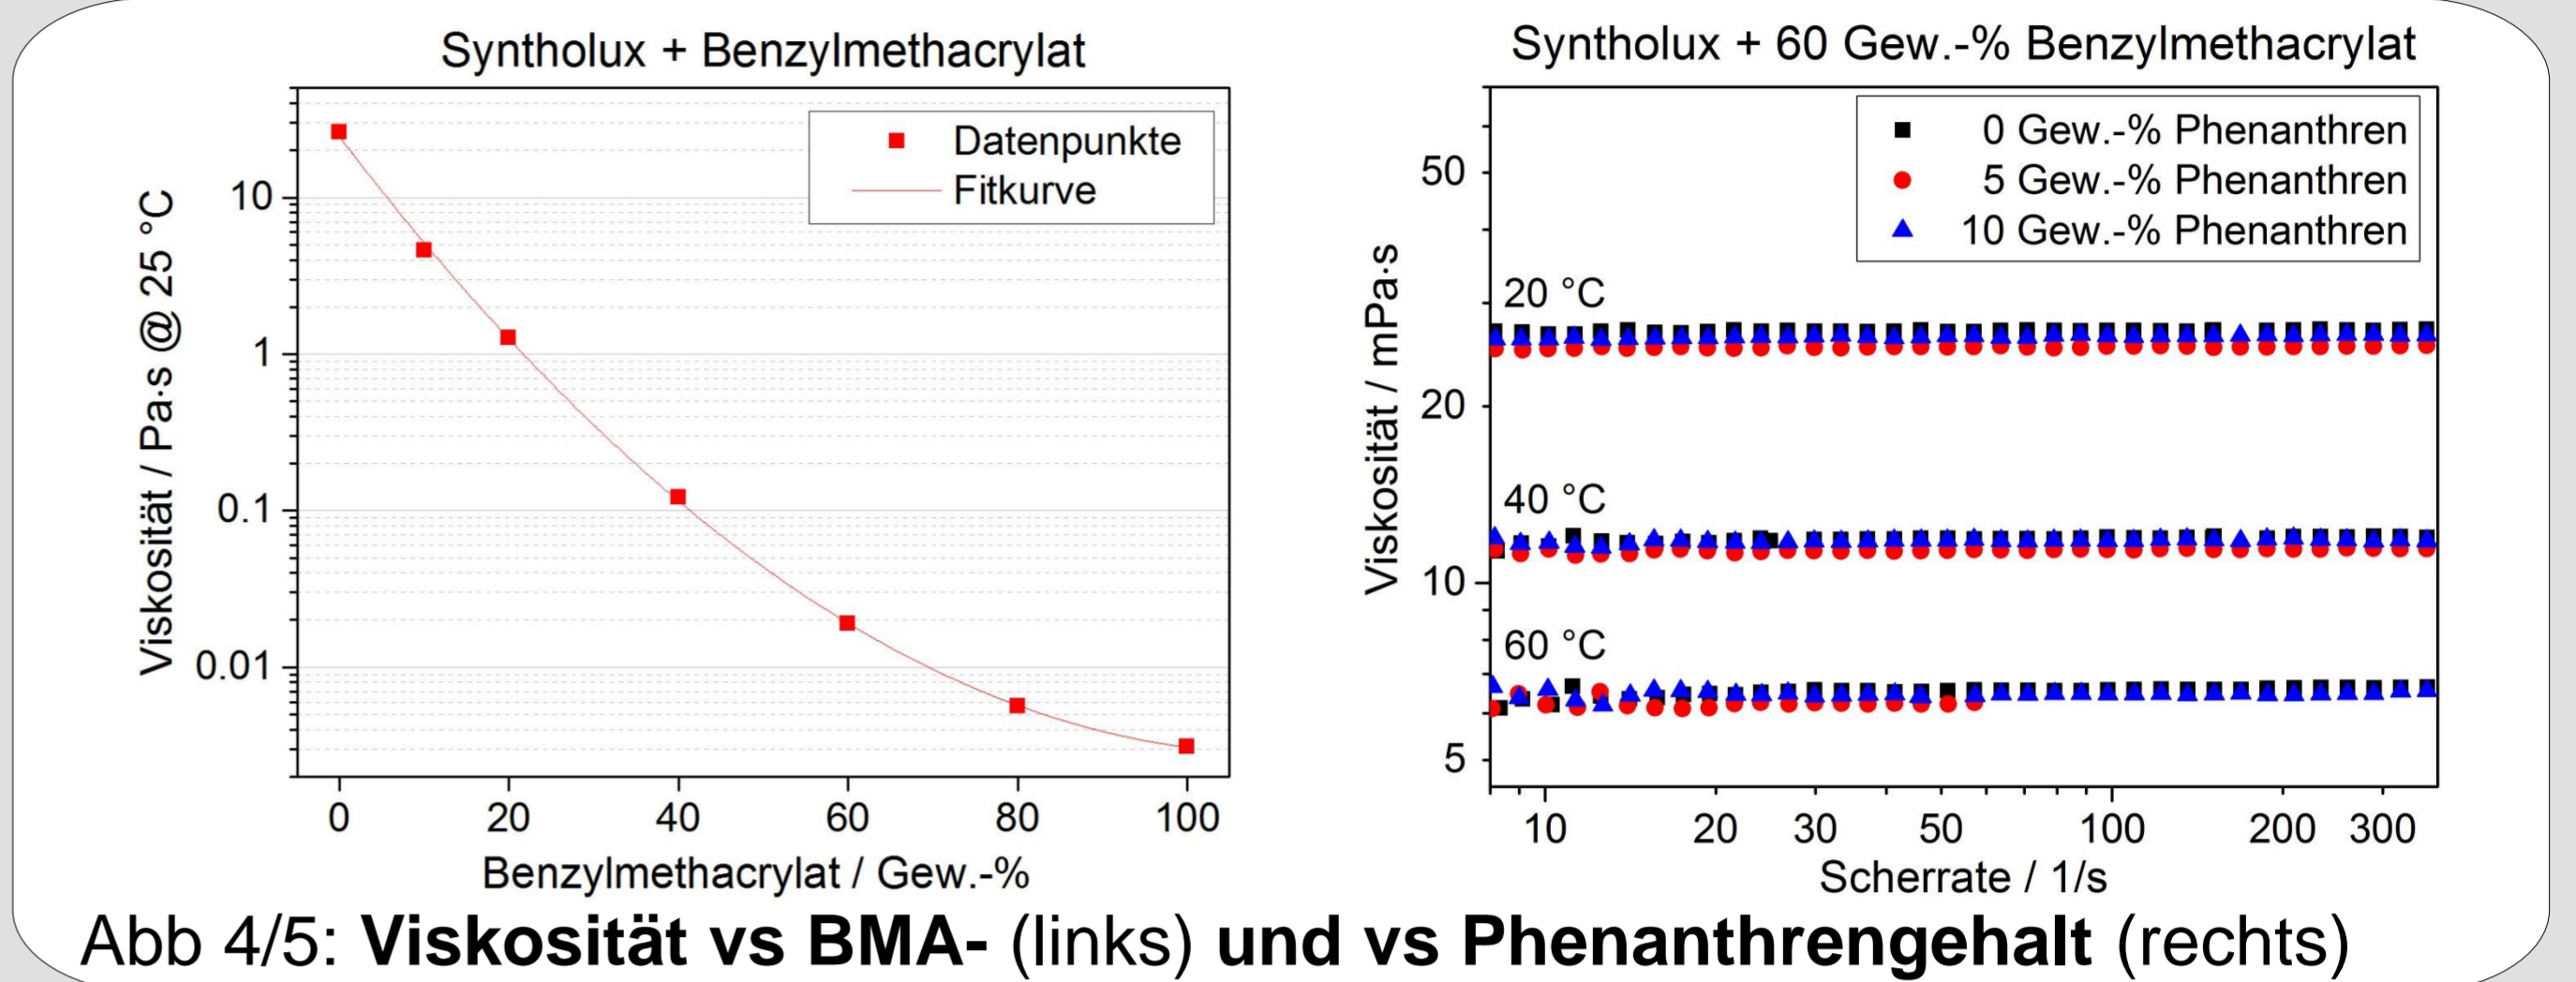 Syntholux + Benzylmethacrylat
Datenpunkte
Fitkurve
Viskosität / Pa·s @ 25 °C
10
1
0.1
0.01
0 20 40 60 80 100
Benzylmethacrylat / Gew.-%
Syntholux + 60 Gew.-% Benzylmethacrylat
0 Gew.-% Phenanthren
5 Gew.-% Phenanthren
10 Gew.-% Phenanthren
Viskosität / mPa·s
50
20
10
5
20 °C
40 °C
60 °C
10 20 30 50 100 200 300
Scherrate / 1/s
Abb 4/5: Viskosität vs BMA- (links) und vs Phenanthrengehalt (rechts)